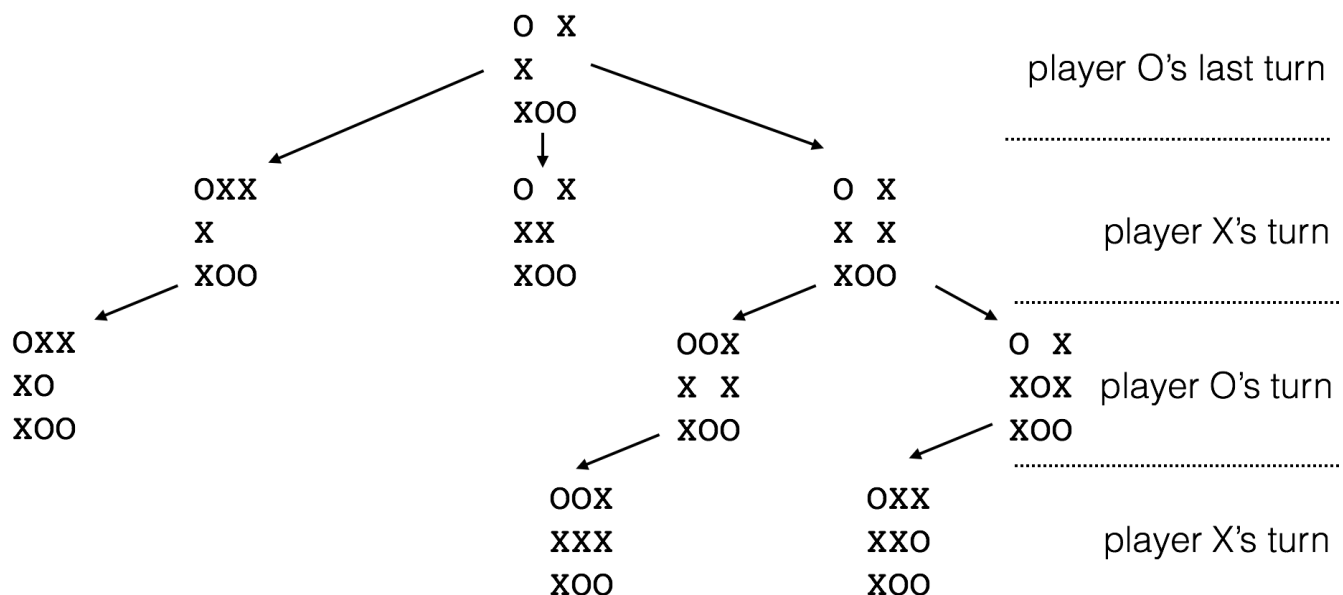 O X
X
XOO
player O's last turn
OXX
X
XOO
O X
XX
XOO
O X
X X
XOO
player X's turn
OXX
XO
XOO
OOX
X X
XOO
O X
XOX
XOO
player O's turn
OOX
XXX
XOO
OXX
XXO
XOO
player X's turn